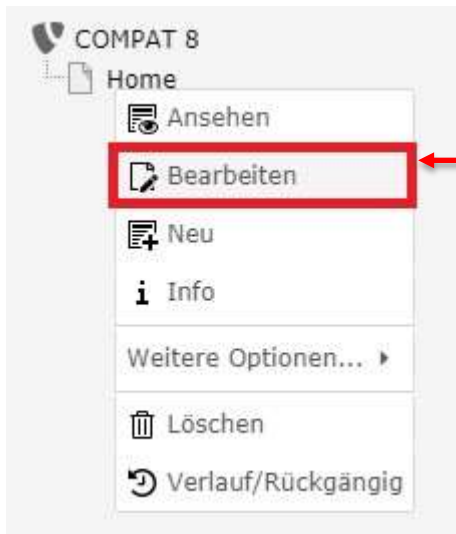 COMPAT 8
Home
Ansehen
Bearbeiten
Neu
Info
Weitere Optionen...
Löschen
Verlauf/Rückgängig